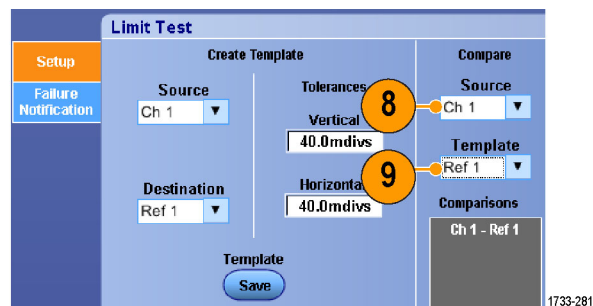 Limit Test
Setup
Failure
Notification
Create Template
Source
Ch 1
Destination
Ref 1
Tolerances
Vertical
40.0mdivs
Horizonta
40.0mdivs
Template
Save
Compare
8
Source
Ch 1
9
Template
Ref 1
Comparisons
Ch 1 - Ref 1
1733-281